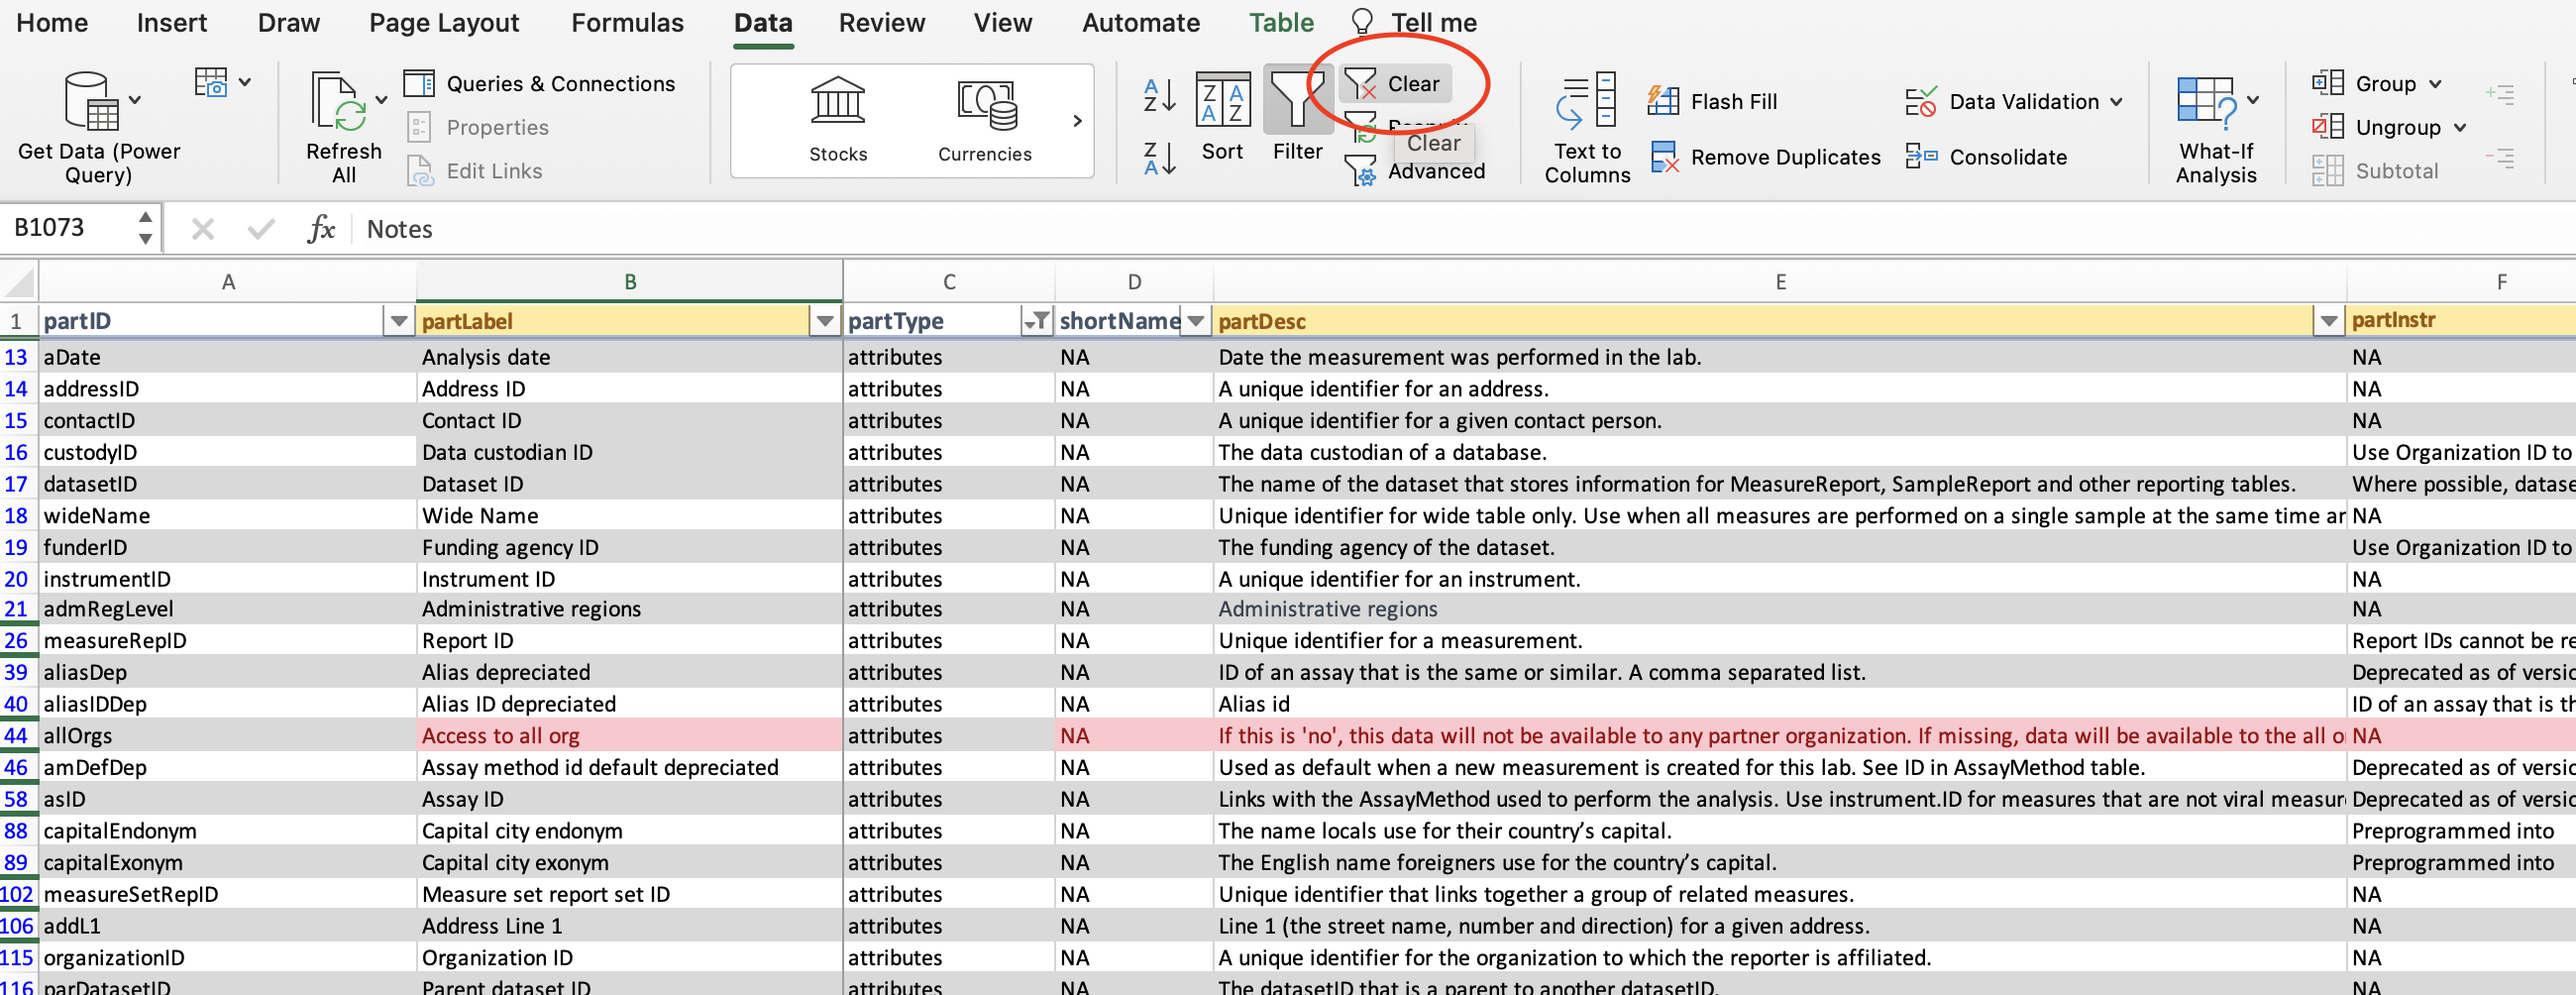 Home Insert Draw Page Layout Formulas Data Review View Automate Table Tell me
Get Data (Power Query)
Refresh All
Queries & Connections
Properties
Edit Links
Stocks
Currencies
A Z
Z A
Z A A Z
Sort
Filter
Clear
Clear
Advanced
Text to Columns
Flash Fill
Remove Duplicates
Data Validation
Consolidate
What-If Analysis
Group
Ungroup
Subtotal
B1073 fx Notes
A B C D E F
1 partID partLabel partType shortName partDesc partInstr
13 aDate Analysis date attributes NA Date the measurement was performed in the lab. NA
14 addressID Address ID attributes NA A unique identifier for an address. NA
15 contactID Contact ID attributes NA A unique identifier for a given contact person. NA
16 custodyID Data custodian ID attributes NA The data custodian of a database. Use Organization ID to
17 datasetID Dataset ID attributes NA The name of the dataset that stores information for MeasureReport, SampleReport and other reporting tables. Where possible, datase
18 wideName Wide Name attributes NA Unique identifier for wide table only. Use when all measures are performed on a single sample at the same time ar NA
19 funderID Funding agency ID attributes NA The funding agency of the dataset. Use Organization ID to
20 instrumentID Instrument ID attributes NA A unique identifier for an instrument. NA
21 admRegLevel Administrative regions attributes NA Administrative regions NA
26 measureRepID Report ID attributes NA Unique identifier for a measurement. Report IDs cannot be re
39 aliasDep Alias depreciated attributes NA ID of an assay that is the same or similar. A comma separated list. Deprecated as of versic
40 aliasIDDep Alias ID depreciated attributes NA Alias id ID of an assay that is th
44 allOrgs Access to all org attributes NA If this is 'no', this data will not be available to any partner organization. If missing, data will be available to the all o NA
46 amDefDep Assay method id default depreciated attributes NA Used as default when a new measurement is created for this lab. See ID in AssayMethod table. Deprecated as of versic
58 asID Assay ID attributes NA Links with the AssayMethod used to perform the analysis. Use instrument.ID for measures that are not viral measur Deprecated as of versic
88 capitalEndonym Capital city endonym attributes NA The name locals use for their country’s capital. Preprogrammed into
89 capitalExonym Capital city exonym attributes NA The English name foreigners use for the country’s capital. Preprogrammed into
102 measureSetRepID Measure set report set ID attributes NA Unique identifier that links together a group of related measures. NA
106 addL1 Address Line 1 attributes NA Line 1 (the street name, number and direction) for a given address. NA
115 organizationID Organization ID attributes NA A unique identifier for the organization to which the reporter is affiliated. NA
116 parDatasetID Parent dataset ID attributes NA The datasetID that is a parent to another datasetID. NA